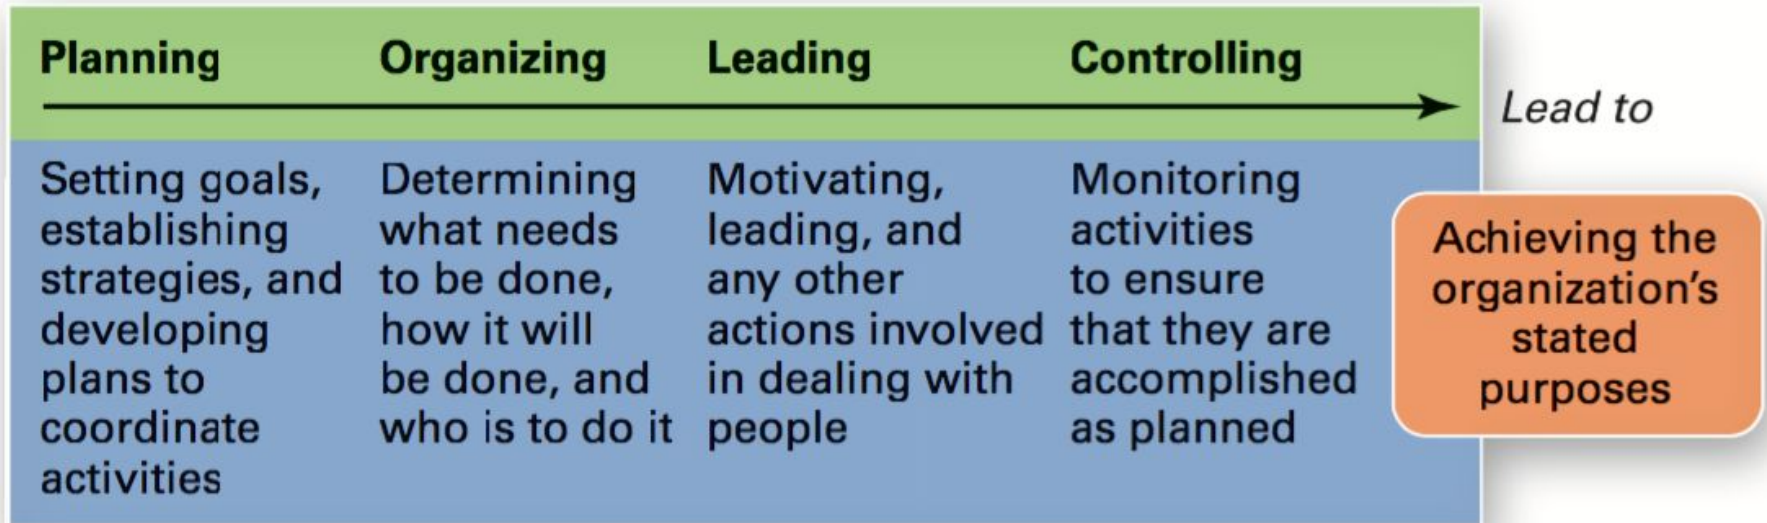 Planning
Organizing
Leading
Controlling
Lead to
Setting goals,
establishing
strategies, and
developing
plans to
coordinate
activities
Determining
what needs
to be done,
how it will
be done, and
who is to do it
Motivating,
leading, and
any other
actions involved
in dealing with
people
Monitoring
activities
to ensure
that they are
accomplished
as planned
Achieving the
organization's
stated
purposes